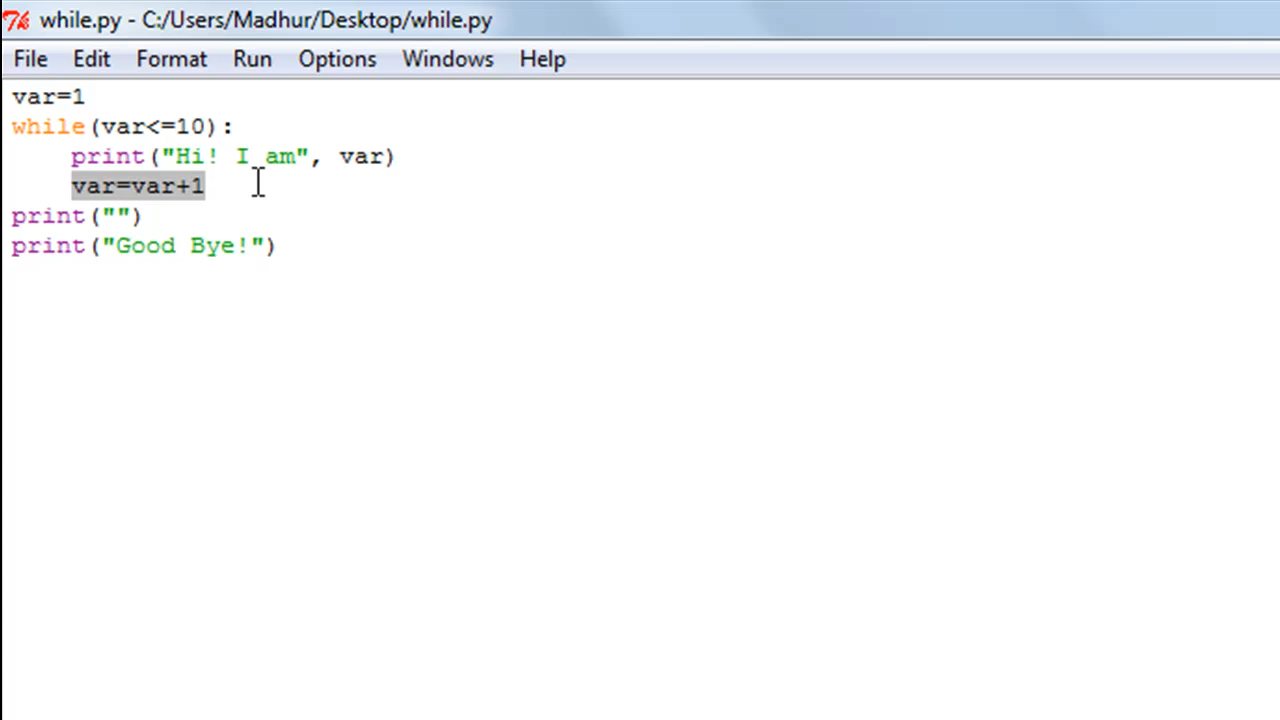 while.py - C:/Users/Madhur/Desktop/while.py
File Edit Format Run Options Windows Help
var=1
while(var<=10):
    print("Hi! I am", var)
    var=var+1
print("")
print("Good Bye!")